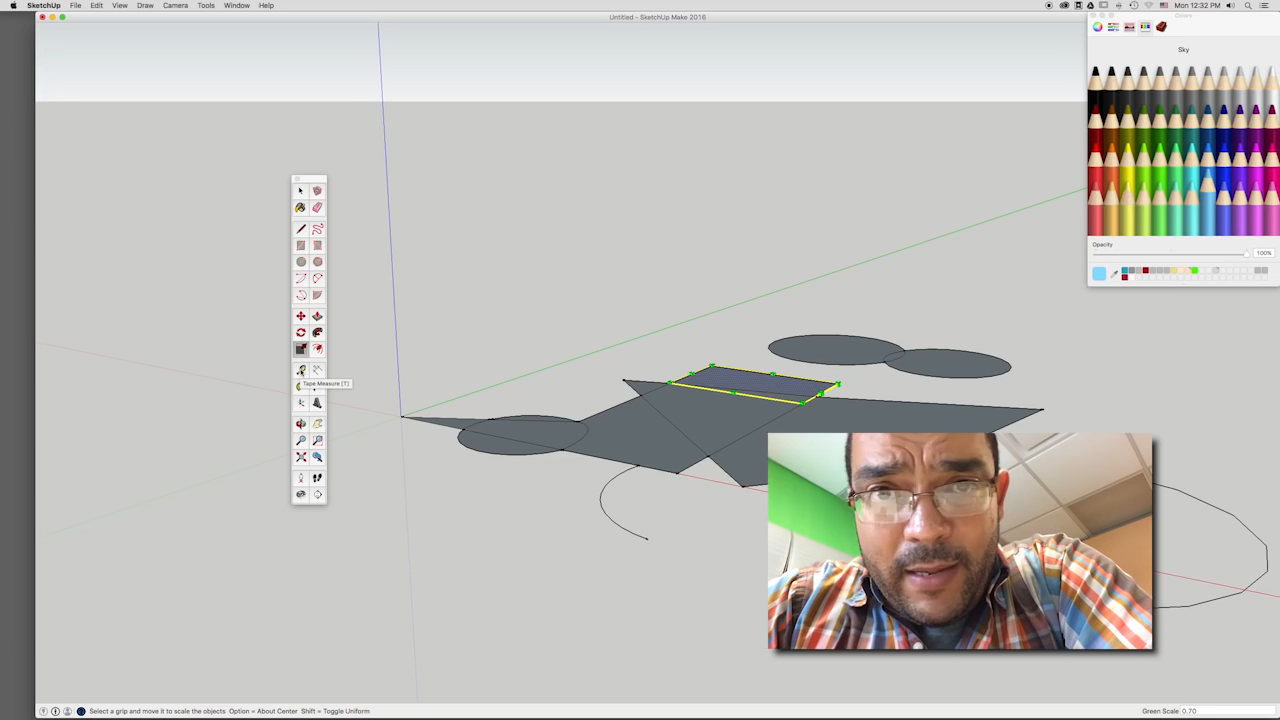 SketchUp File Edit View Draw Camera Tools Window Help
Mon 12:32 PM
Untitled - SketchUp Make 2016
Colors
Sky
Opacity
100%
Tape Measure [T]
Select a grip and move it to scale the objects Option = About Center Shift = Toggle Uniform
Green Scale 0.70